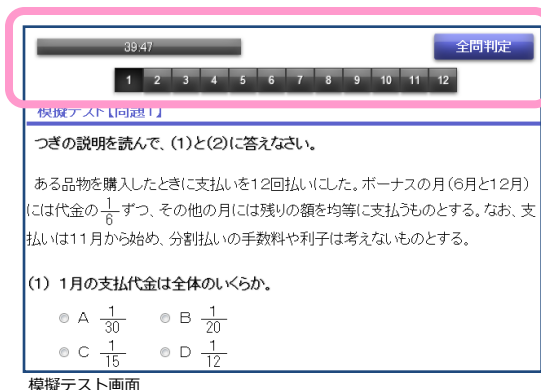 39:47
全問判定
1 2 3 4 5 6 7 8 9 10 11 12
模擬テスト【問題1】
つぎの説明を読んで、(1)と(2)に答えなさい。
ある品物を購入したときに支払いを12回払いにした。ボーナスの月(6月と12月)
には代金の1/6ずつ、その他の月には残りの額を均等に支払うものとする。なお、支
払いは11月から始め、分割払いの手数料や利子は考えないものとする。
(1) 1月の支払代金は全体のいくらか。
A 1/30 B 1/20
C 1/15 D 1/12
模擬テスト画面